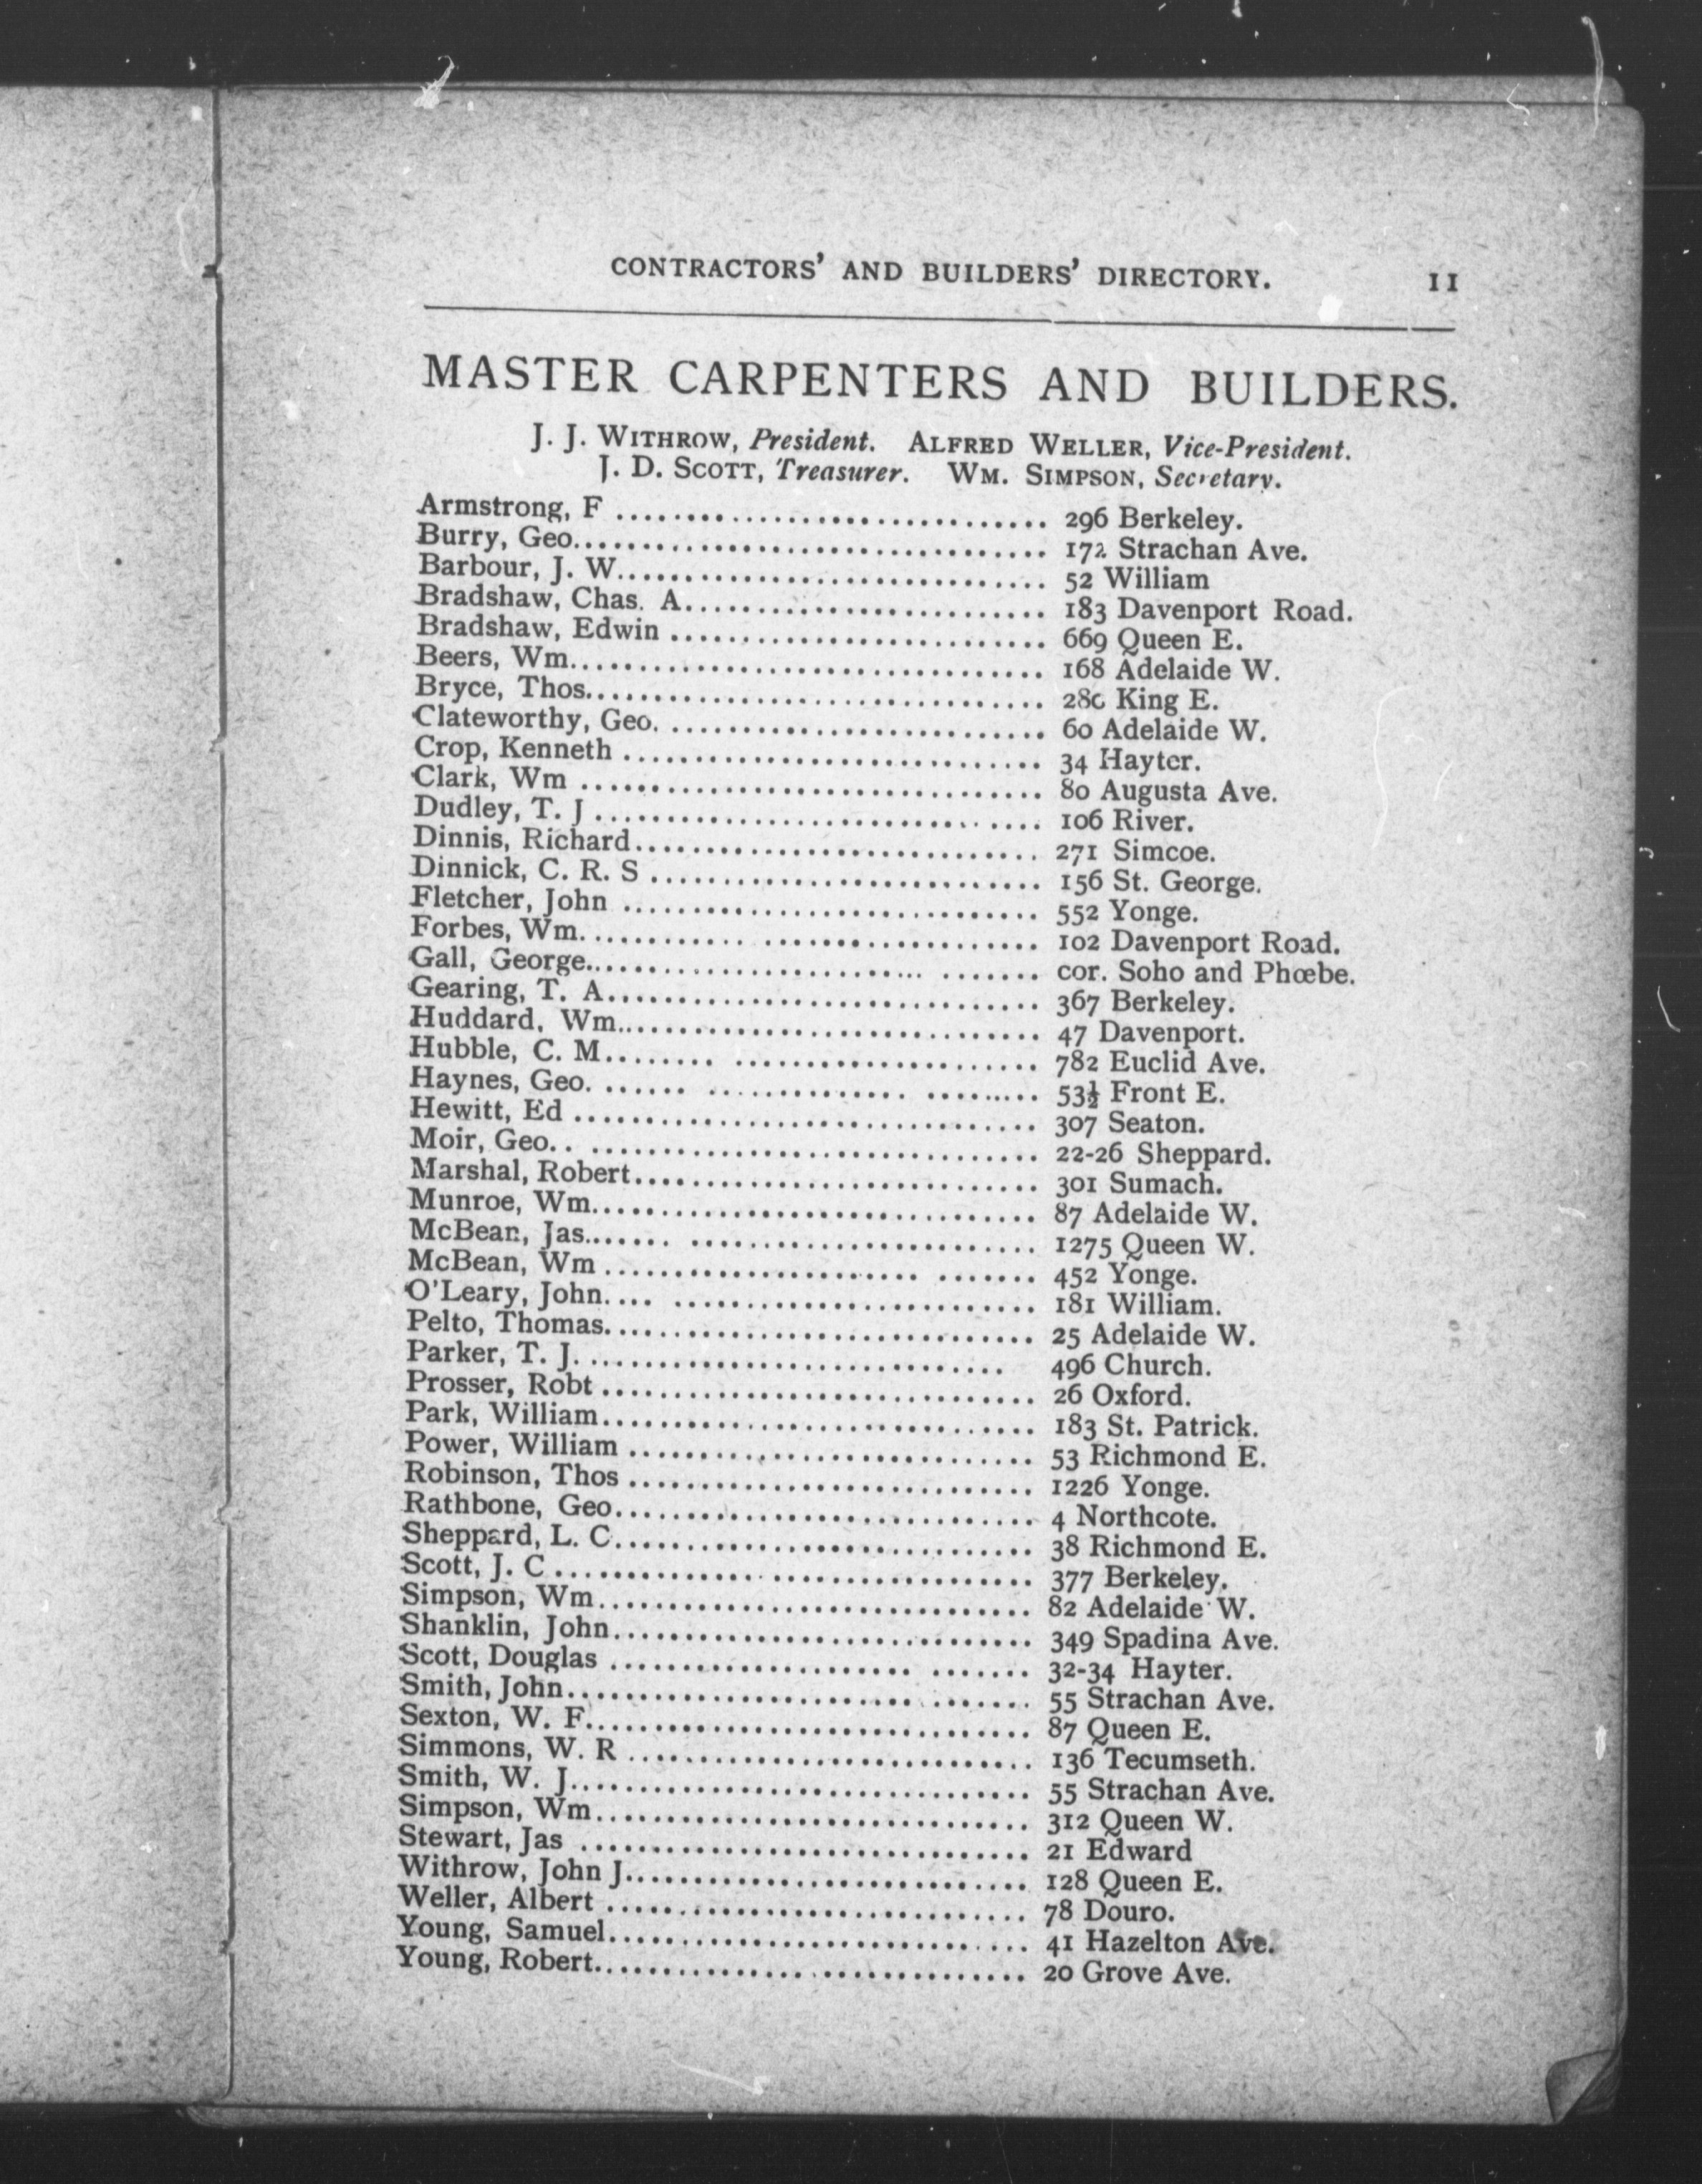 CONTRACTORS' AND BUILDERS' DIRECTORY. 11
MASTER CARPENTERS AND BUILDERS.
J. J. WITHROW, President. ALFRED WELLER, Vice-President.
J. D. SCOTT, Treasurer. WM. SIMPSON, Secretary.
Armstrong, F .............................. 296 Berkeley.
Burry, Geo................................. 172 Strachan Ave.
Barbour, J. W.............................. 52 William
Bradshaw, Chas. A......................... 183 Davenport Road.
Bradshaw, Edwin .......................... 669 Queen E.
Beers, Wm................................. 168 Adelaide W.
Bryce, Thos................................ 280 King E.
Clateworthy, Geo. .......................... 60 Adelaide W.
Crop, Kenneth ............................. 34 Hayter.
Clark, Wm ................................ 80 Augusta Ave.
Dudley, T. J ............................... 106 River.
Dinnis, Richard............................ 271 Simcoe.
Dinnick, C. R. S ........................... 156 St. George.
Fletcher, John ............................. 552 Yonge.
Forbes, Wm. ............................... 102 Davenport Road.
Gall, George................................ cor. Soho and Phœbe.
Gearing, T. A.............................. 367 Berkeley.
Huddard, Wm.............................. 47 Davenport.
Hubble, C. M........ ..................... 782 Euclid Ave.
Haynes, Geo. ...... .............. ........ 53½ Front E.
Hewitt, Ed ................................ 307 Seaton.
Moir, Geo.. ............................... 22-26 Sheppard.
Marshal, Robert............................ 301 Sumach.
Munroe, Wm............................... 87 Adelaide W.
McBean, Jas....... ........................ 1275 Queen W.
McBean, Wm ...................... ....... 452 Yonge.
O'Leary, John.... ......................... 181 William.
Pelto, Thomas.............................. 25 Adelaide W.
Parker, T. J. ............................. 496 Church.
Prosser, Robt .............................. 26 Oxford.
Park, William.............................. 183 St. Patrick.
Power, William ............................ 53 Richmond E.
Robinson, Thos ............................ 1226 Yonge.
Rathbone, Geo............................. 4 Northcote.
Sheppard, L. C............................. 38 Richmond E.
Scott, J. C ................................. 377 Berkeley.
Simpson, Wm.............................. 82 Adelaide W.
Shanklin, John............................. 349 Spadina Ave.
Scott, Douglas ..................... ....... 32-34 Hayter.
Smith, John................................ 55 Strachan Ave.
Sexton, W. F............................... 87 Queen E.
Simmons, W. R ............................ 136 Tecumseth.
Smith, W. J................................ 55 Strachan Ave.
Simpson, Wm.............................. 312 Queen W.
Stewart, Jas ............................... 21 Edward
Withrow, John J............................ 128 Queen E.
Weller, Albert ............................. 78 Douro.
Young, Samuel............................. 41 Hazelton Ave.
Young, Robert.............................. 20 Grove Ave.